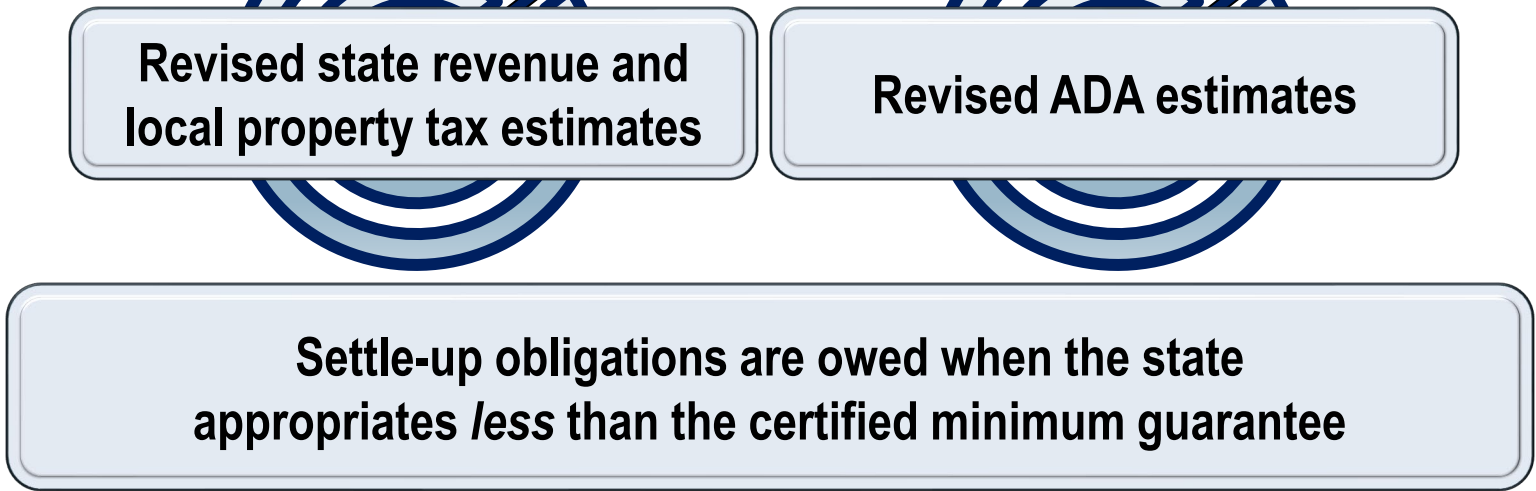 Revised state revenue and
local property tax estimates
Revised ADA estimates
Settle-up obligations are owed when the state
appropriates less than the certified minimum guarantee